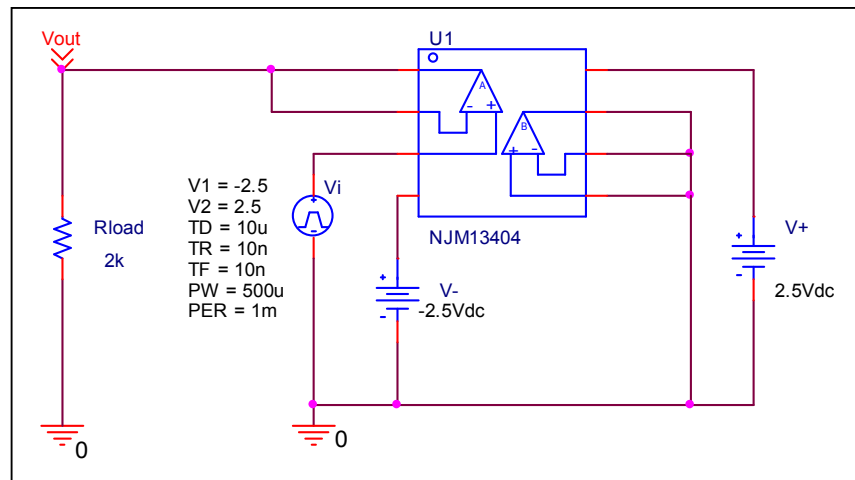 Vout
U1
A
- +
B
+ -
V1 = -2.5
V2 = 2.5
TD = 10u
TR = 10n
TF = 10n
PW = 500u
PER = 1m
Vi
+
-
Rload
2k
NJM13404
+
-
V-
-2.5Vdc
+
-
V+
2.5Vdc
0
0